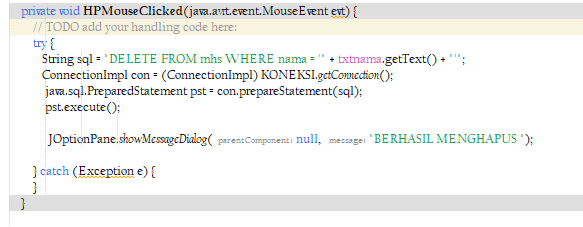 private void HPMouseClicked(java.awt.event.MouseEvent evt) {
// TODO add your handling code here:
try {
String sql = "DELETE FROM mhs WHERE nama = '" + txtnama.getText() + "'";
ConnectionImpl con = (ConnectionImpl) KONEKSI.getConnection();
java.sql.PreparedStatement pst = con.prepareStatement(sql);
pst.execute();
JOptionPane.showMessageDialog( parentComponent: null, message: "BERHASIL MENGHAPUS ");
} catch (Exception e) {
}
}